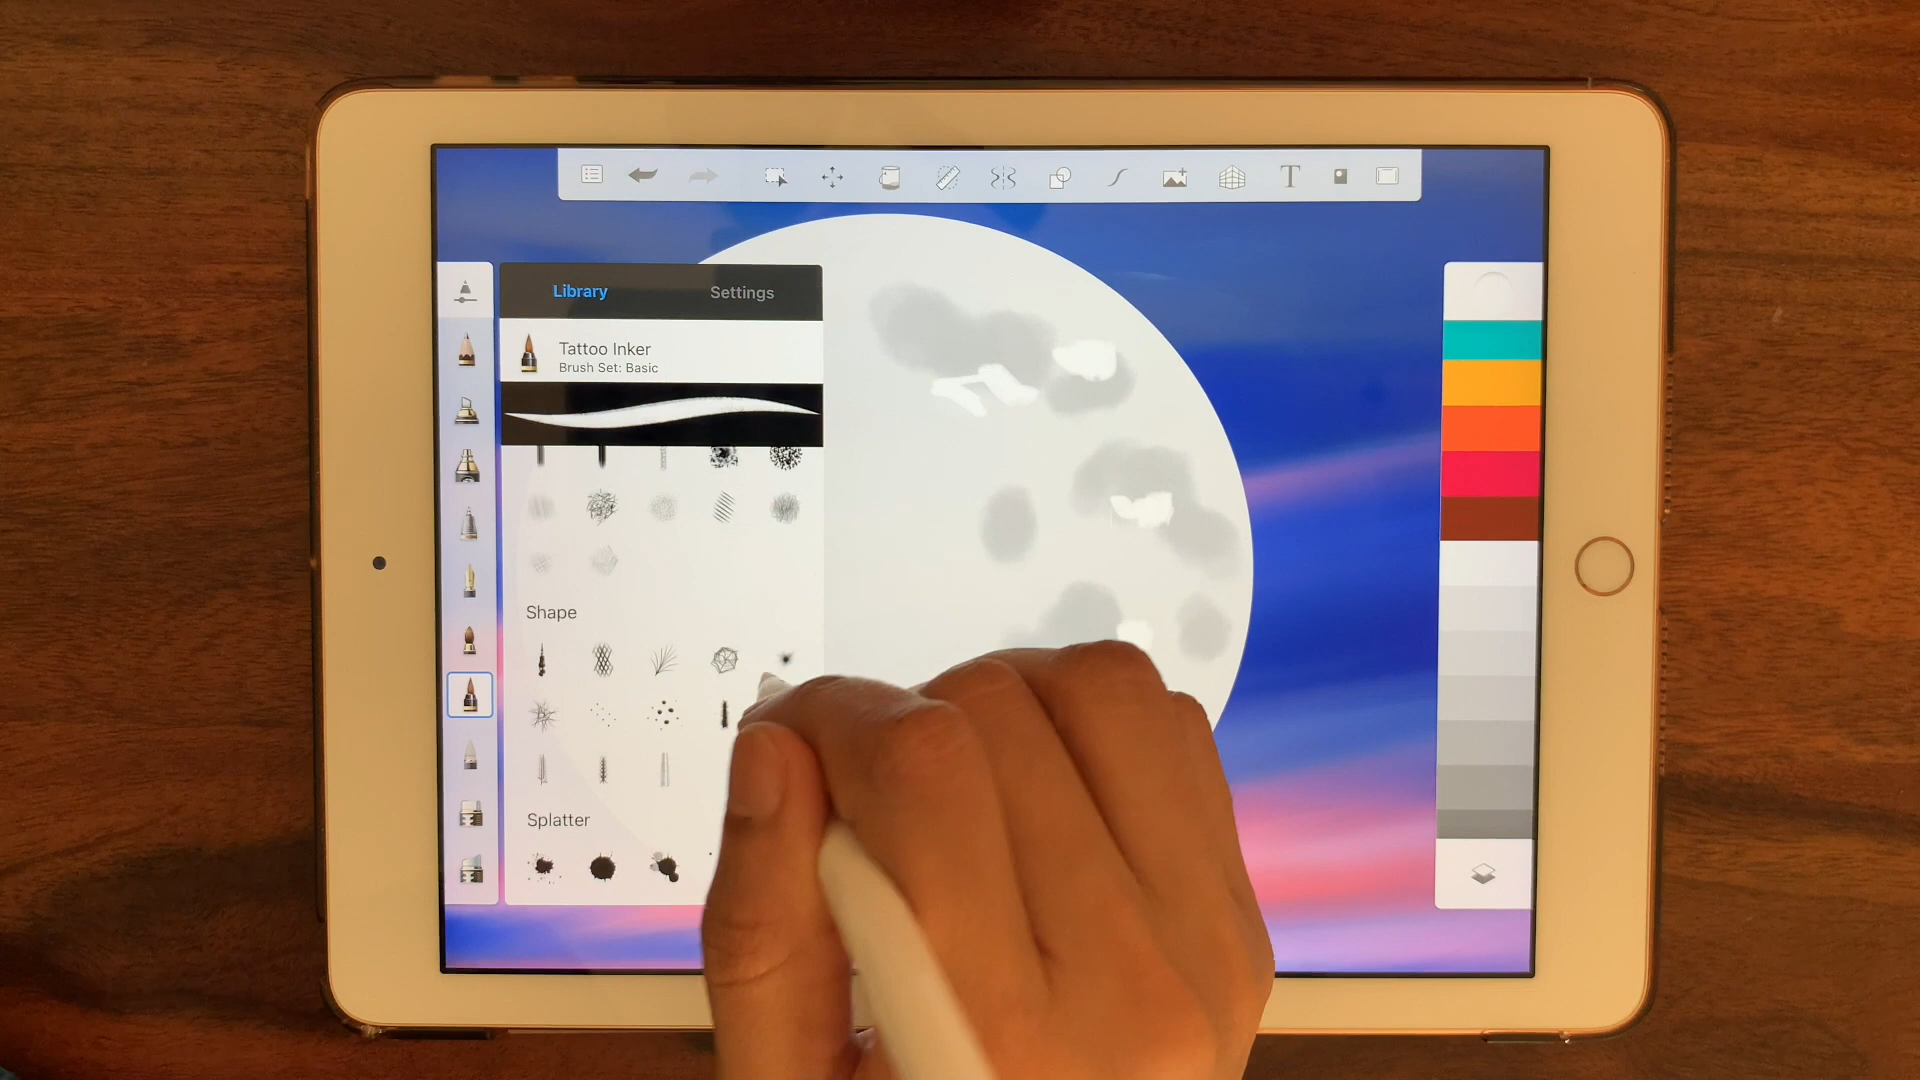 T
Library
Settings
Tattoo Inker
Brush Set: Basic
Shape
Splatter